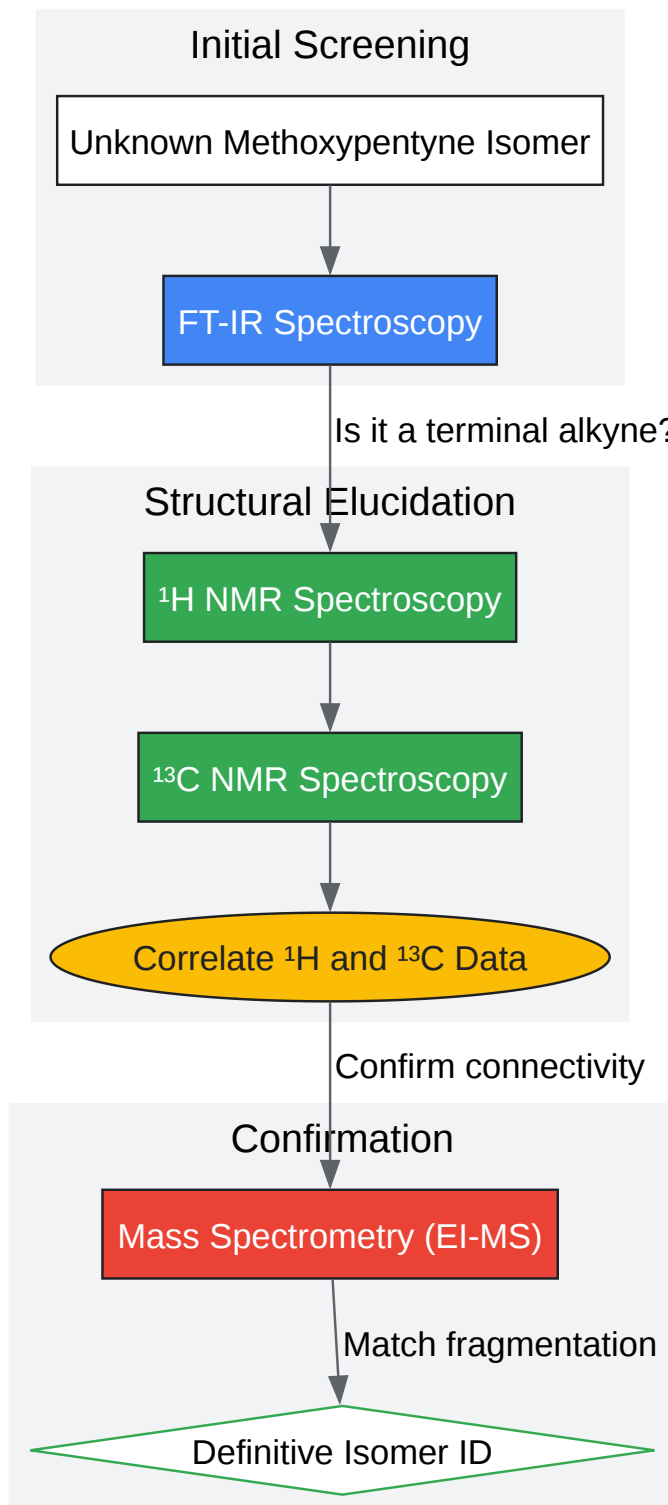 Initial Screening
Unknown Methoxypentyne Isomer
FT-IR Spectroscopy
Is it a terminal alkyne?
Structural Elucidation
¹H NMR Spectroscopy
¹³C NMR Spectroscopy
Correlate ¹H and ¹³C Data
Confirm connectivity
Confirmation
Mass Spectrometry (EI-MS)
Match fragmentation
Definitive Isomer ID